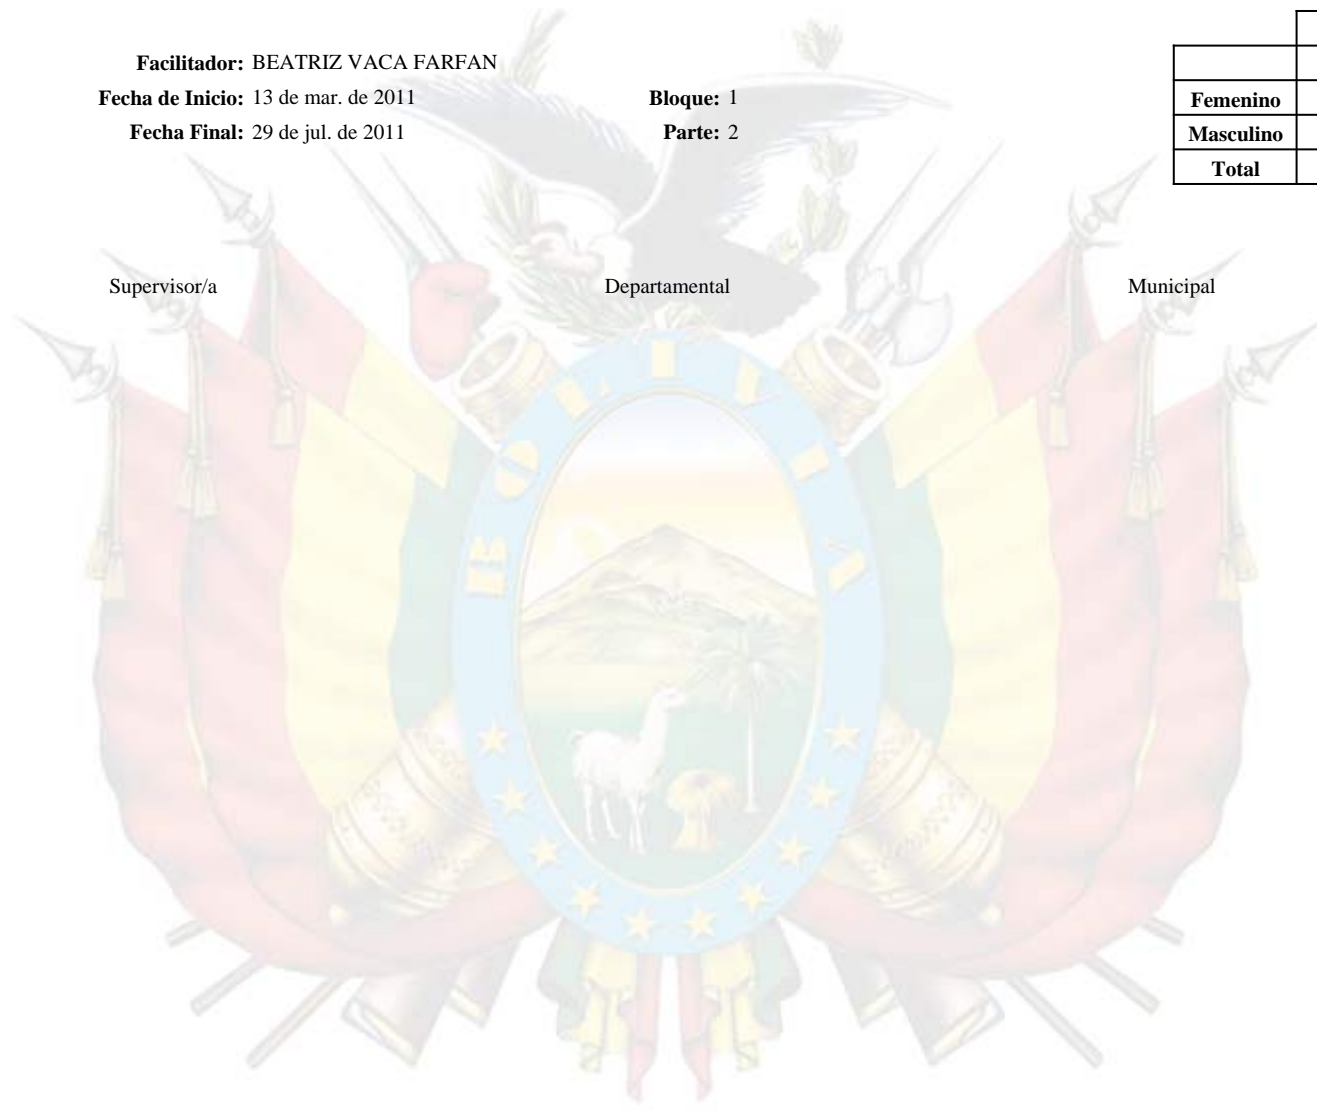 Facilitador: BEATRIZ VACA FARFAN
Fecha de Inicio: 13 de mar. de 2011 Bloque: 1
Fecha Final: 29 de jul. de 2011 Parte: 2
Femenino
Masculino
Total
Supervisor/a Departamental Municipal
BOLIVIA